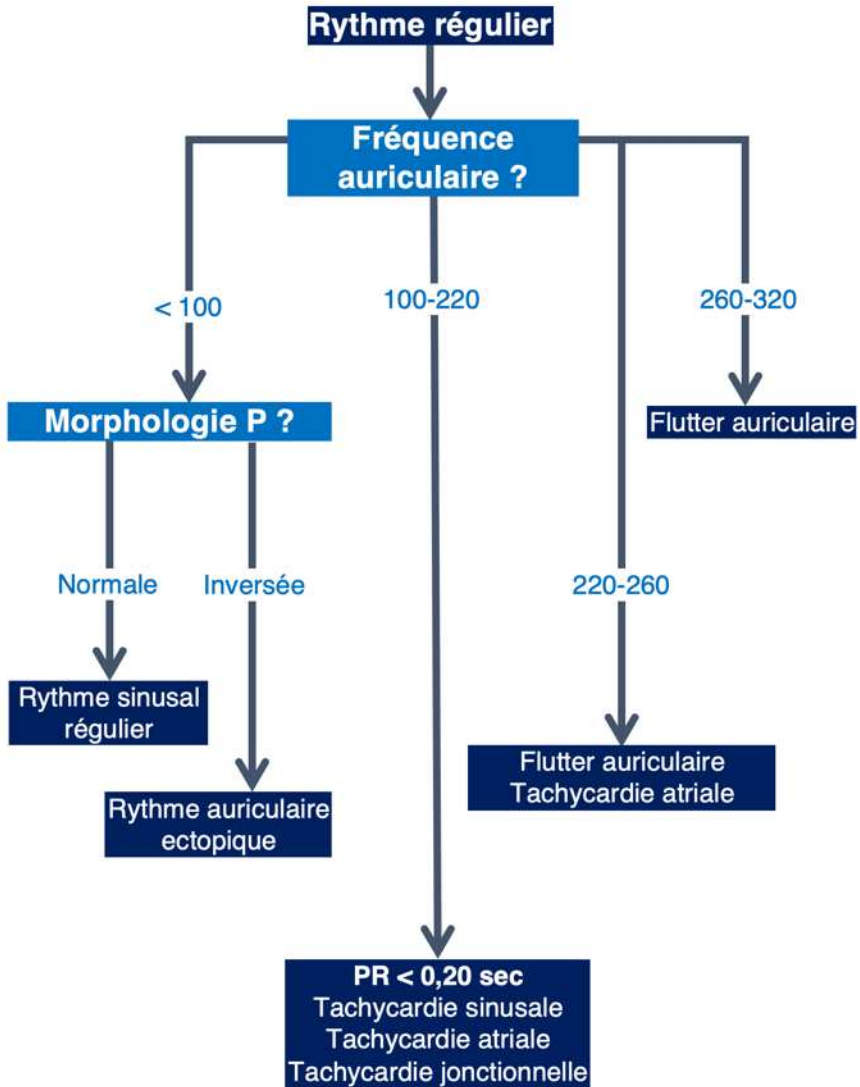 Rythme régulier
Fréquence
auriculaire ?
< 100
100-220
260-320
Morphologie P ?
Flutter auriculaire
Normale
Inversée
220-260
Rythme sinusal
régulier
Flutter auriculaire
Tachycardie atriale
Rythme auriculaire
ectopique
PR < 0,20 sec
Tachycardie sinusale
Tachycardie atriale
Tachycardie jonctionnelle